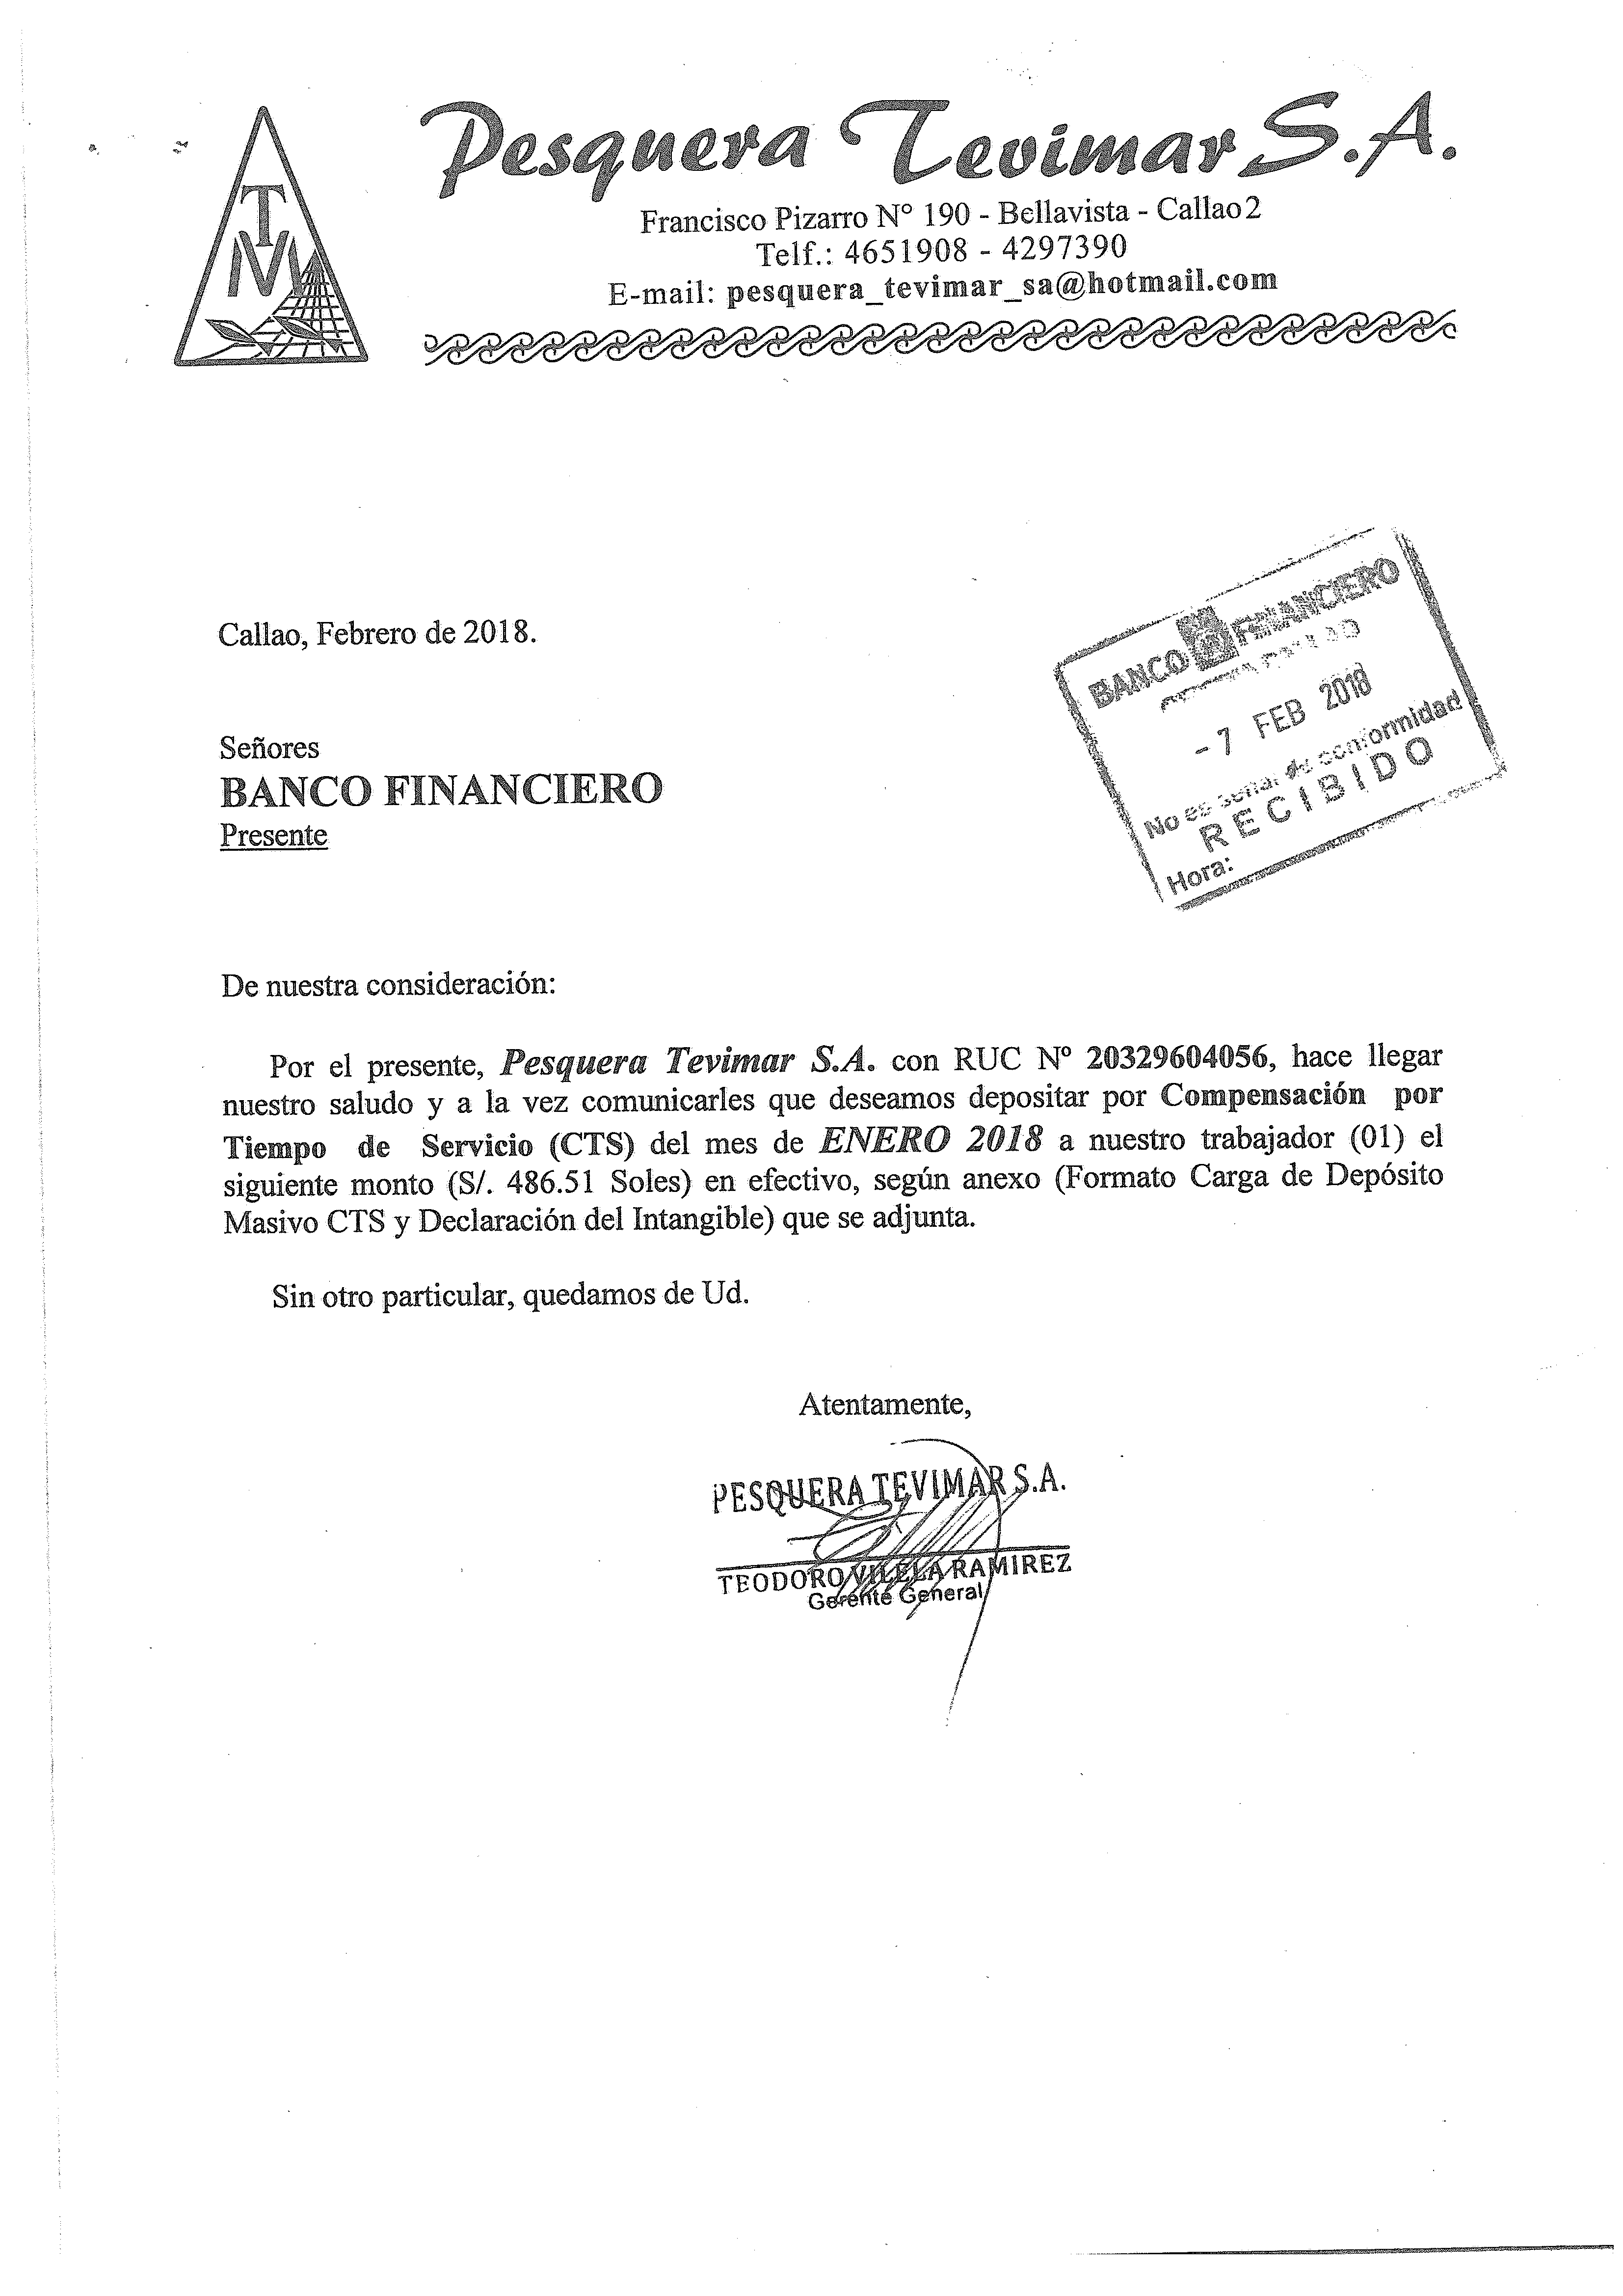 Pesquera Tevimar S.A.
Francisco Pizarro N° 190 - Bellavista - Callao2
Telf.: 4651908 - 4297390
E-mail: pesquera_tevimar_sa@hotmail.com
TM
Callao, Febrero de 2018.
BANCO FINANCIERO
- 7 FEB 2018
No es señal de conformidad
RECIBIDO
Hora:
Señores
BANCO FINANCIERO
Presente
De nuestra consideración:
Por el presente, Pesquera Tevimar S.A. con RUC Nº 20329604056, hace llegar
nuestro saludo y a la vez comunicarles que deseamos depositar por Compensación por
Tiempo de Servicio (CTS) del mes de ENERO 2018 a nuestro trabajador (01) el
siguiente monto (S/. 486.51 Soles) en efectivo, según anexo (Formato Carga de Depósito
Masivo CTS y Declaración del Intangible) que se adjunta.
Sin otro particular, quedamos de Ud.
Atentamente,
PESQUERA TEVIMAR S.A.
TEODORO VILELA RAMIREZ
Gerente General